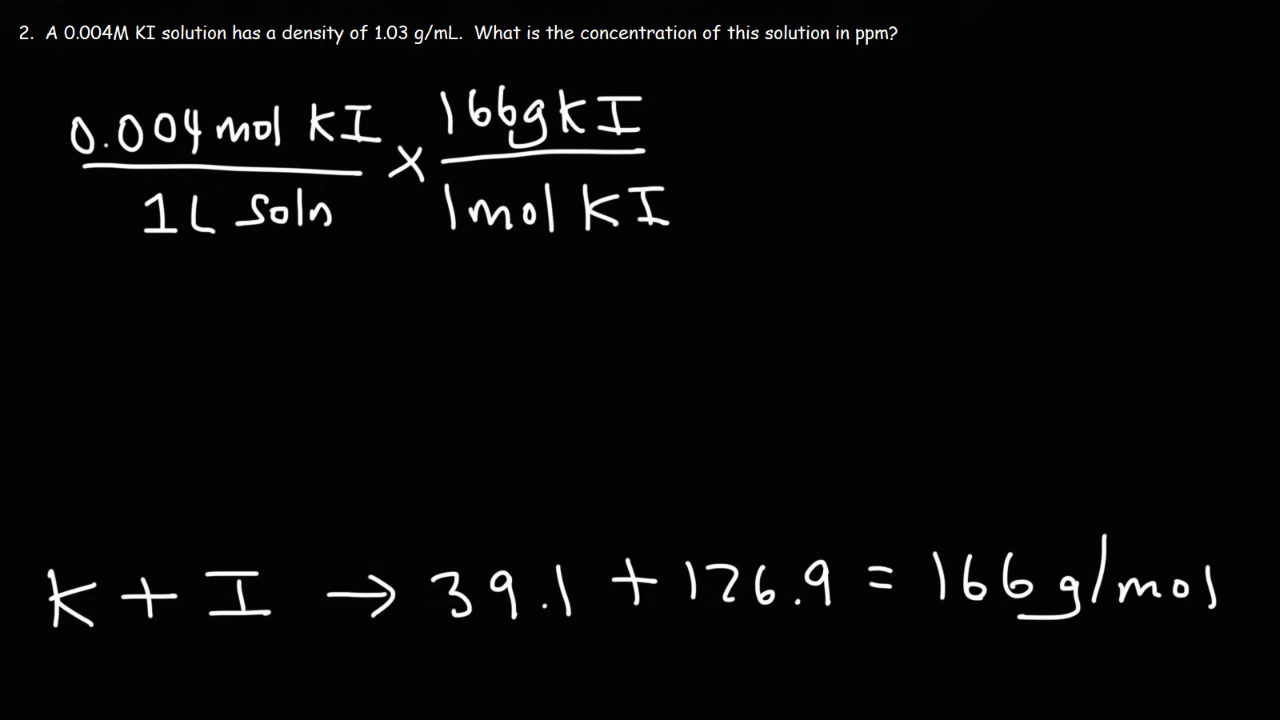 2. A 0.004M KI solution has a density of 1.03 g/mL. What is the concentration of this solution in ppm?
0.004 mol KI × 166g KI
1L Soln 1mol KI
K + I → 39.1 + 126.9 = 166 g/mol